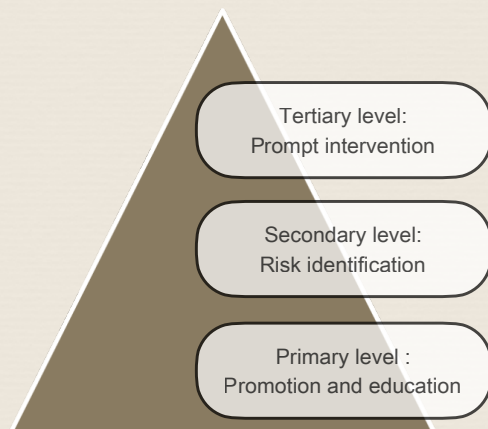 Tertiary level:
Prompt intervention
Secondary level:
Risk identification
Primary level :
Promotion and education